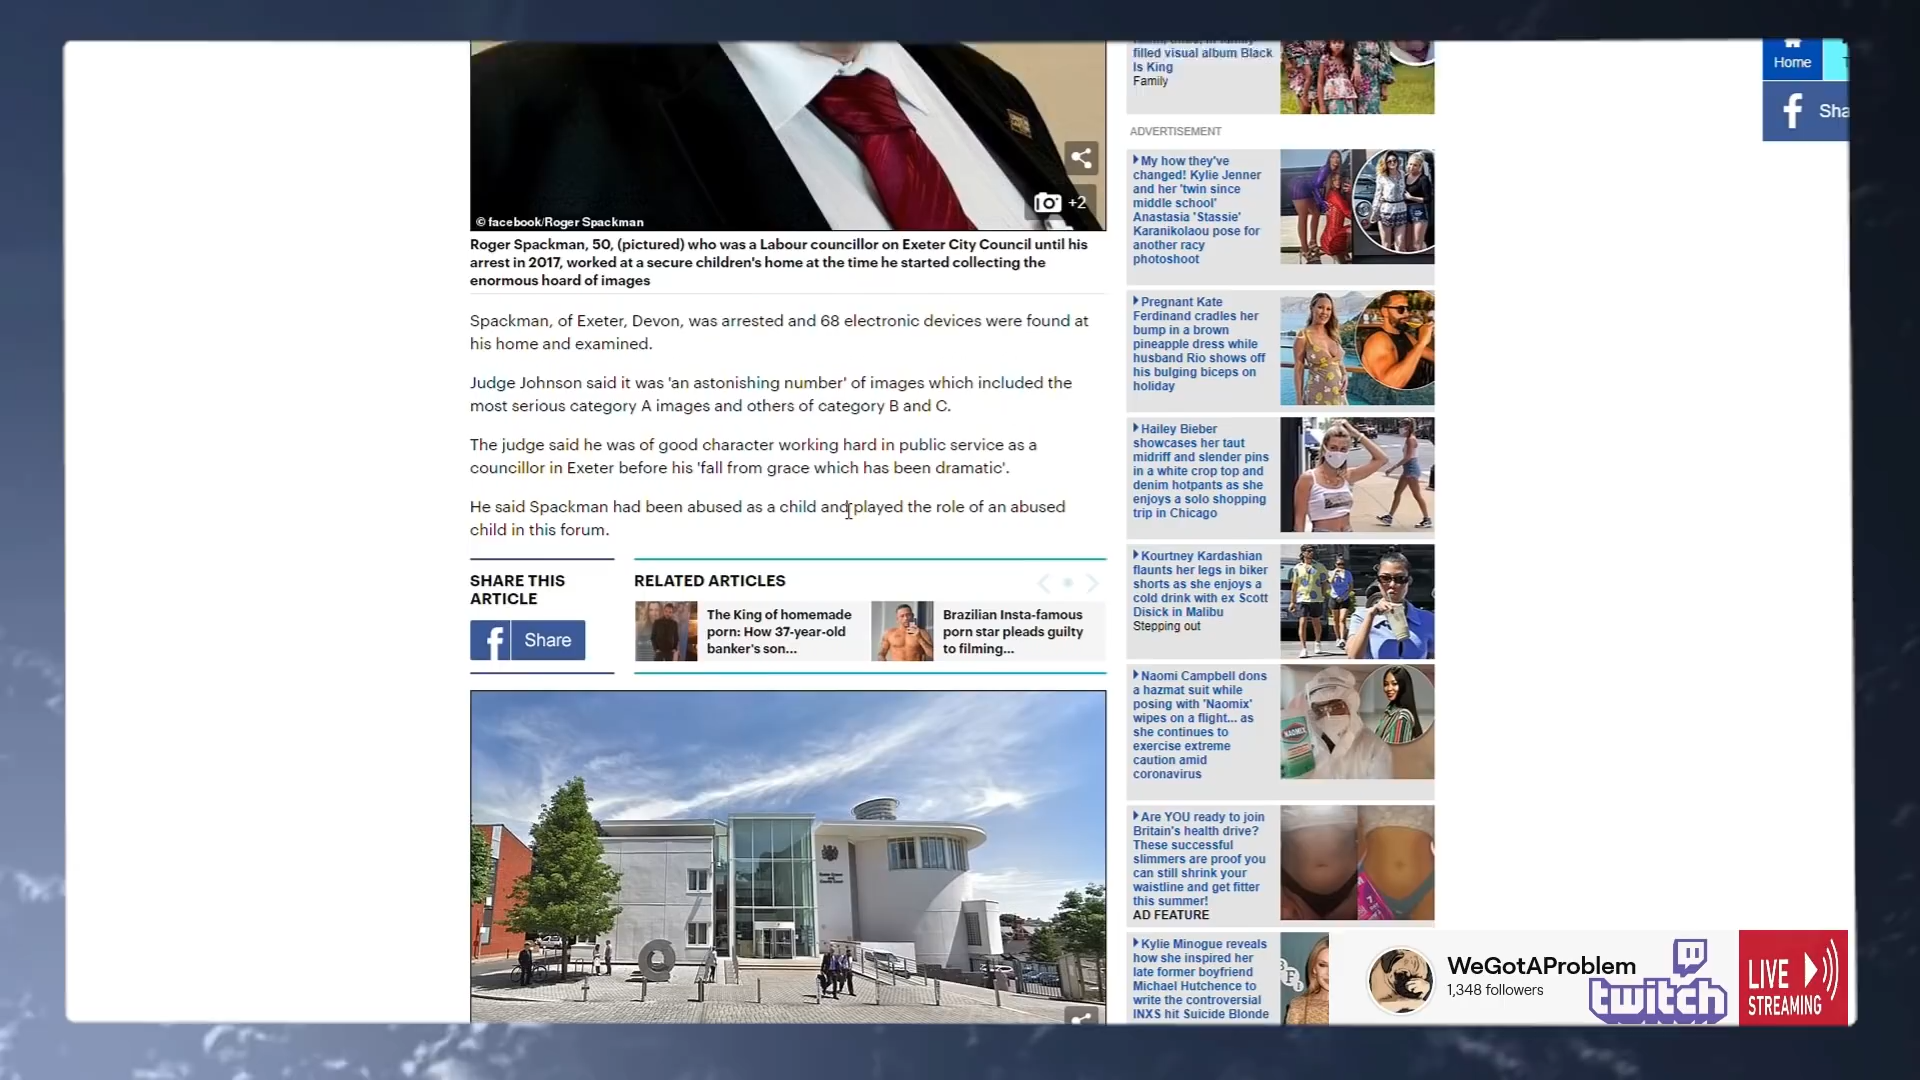 © facebook/Roger Spackman
+2
Roger Spackman, 50, (pictured) who was a Labour councillor on Exeter City Council until his
arrest in 2017, worked at a secure children's home at the time he started collecting the
enormous hoard of images
Spackman, of Exeter, Devon, was arrested and 68 electronic devices were found at
his home and examined.
Judge Johnson said it was 'an astonishing number' of images which included the
most serious category A images and others of category B and C.
The judge said he was of good character working hard in public service as a
councillor in Exeter before his 'fall from grace which has been dramatic'.
He said Spackman had been abused as a child and played the role of an abused
child in this forum.
SHARE THIS
ARTICLE
Share
RELATED ARTICLES
The King of homemade
porn: How 37-year-old
banker's son...
Brazilian Insta-famous
porn star pleads guilty
to filming...
filled visual album Black
Is King
Family
ADVERTISEMENT
My how they've
changed! Kylie Jenner
and her 'twin since
middle school'
Anastasia 'Stassie'
Karanikolaou pose for
another racy
photoshoot
Pregnant Kate
Ferdinand cradles her
bump in a brown
pineapple dress while
husband Rio shows off
his bulging biceps on
holiday
Hailey Bieber
showcases her taut
midriff and slender pins
in a white crop top and
denim hotpants as she
enjoys a solo shopping
trip in Chicago
Kourtney Kardashian
flaunts her legs in biker
shorts as she enjoys a
cold drink with ex Scott
Disick in Malibu
Stepping out
Naomi Campbell dons
a hazmat suit while
posing with 'Naomix'
wipes on a flight... as
she continues to
exercise extreme
caution amid
coronavirus
Are YOU ready to join
Britain's health drive?
These successful
slimmers are proof you
can still shrink your
waistline and get fitter
this summer!
AD FEATURE
Kylie Minogue reveals
how she inspired her
late former boyfriend
Michael Hutchence to
write the controversial
INXS hit Suicide Blonde
Home
Sha
WeGotAProblem
1,348 followers
twitch
LIVE
STREAMING